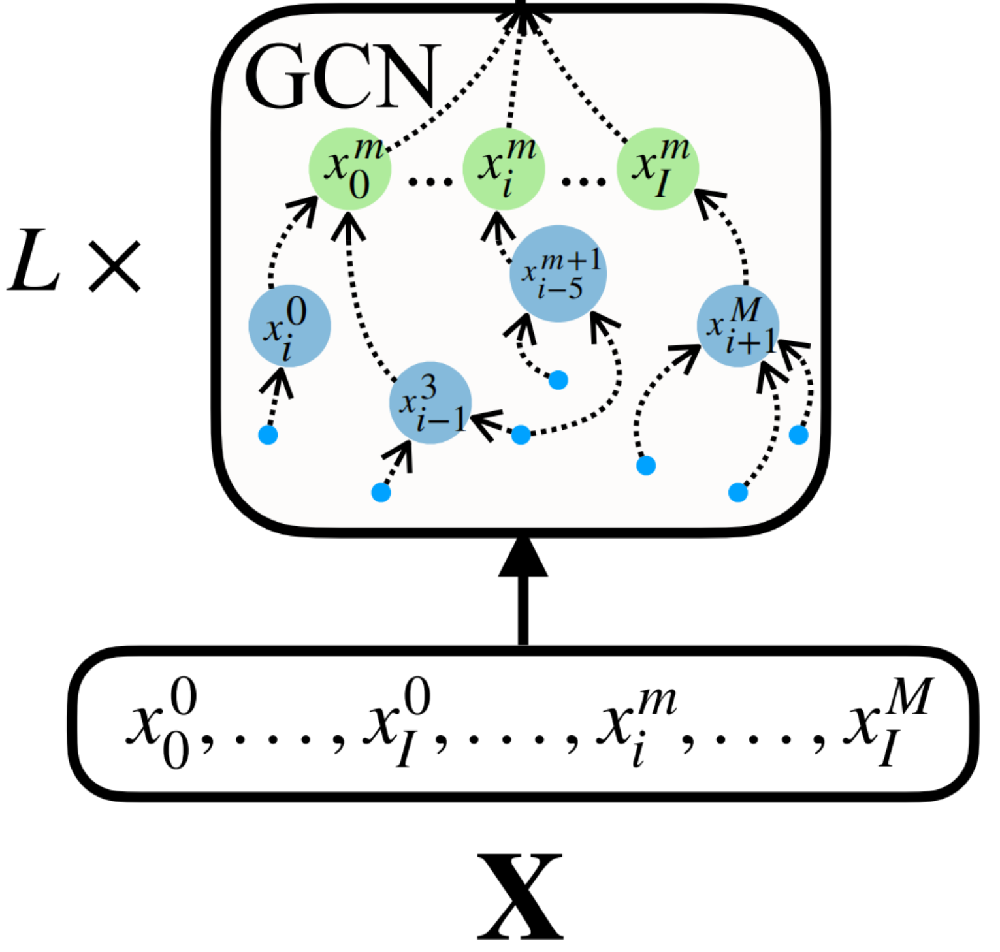 GCN
x_0^m ... x_i^m ... x_I^m
L ×
x_{i-5}^{m+1}
x_i^0
x_{i+1}^M
x_{i-1}^3
x_0^0, . . . , x_I^0, . . . , x_i^m, . . . , x_I^M
X